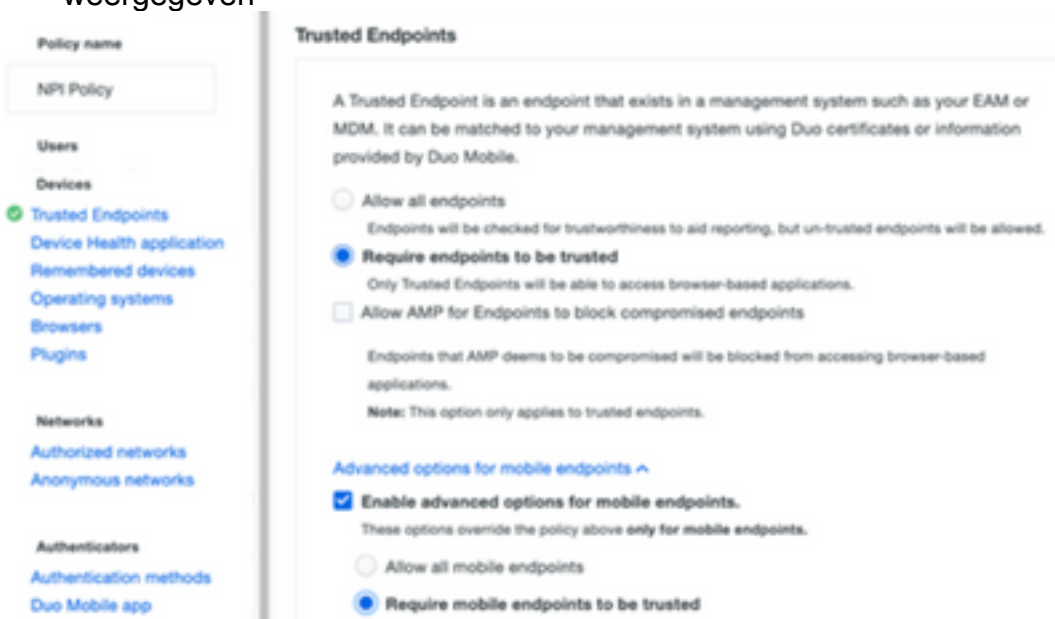 weergegeven
Policy name
NPI Policy
Users
Devices
Trusted Endpoints
Device Health application
Remembered devices
Operating systems
Browsers
Plugins
Networks
Authorized networks
Anonymous networks
Authenticators
Authentication methods
Duo Mobile app
Trusted Endpoints
A Trusted Endpoint is an endpoint that exists in a management system such as your EAM or
MDM. It can be matched to your management system using Duo certificates or information
provided by Duo Mobile.
Allow all endpoints
Endpoints will be checked for trustworthiness to aid reporting, but un-trusted endpoints will be allowed.
Require endpoints to be trusted
Only Trusted Endpoints will be able to access browser-based applications.
Allow AMP for Endpoints to block compromised endpoints
Endpoints that AMP deems to be compromised will be blocked from accessing browser-based
applications.
Note: This option only applies to trusted endpoints.
Advanced options for mobile endpoints
Enable advanced options for mobile endpoints.
These options override the policy above only for mobile endpoints.
Allow all mobile endpoints
Require mobile endpoints to be trusted